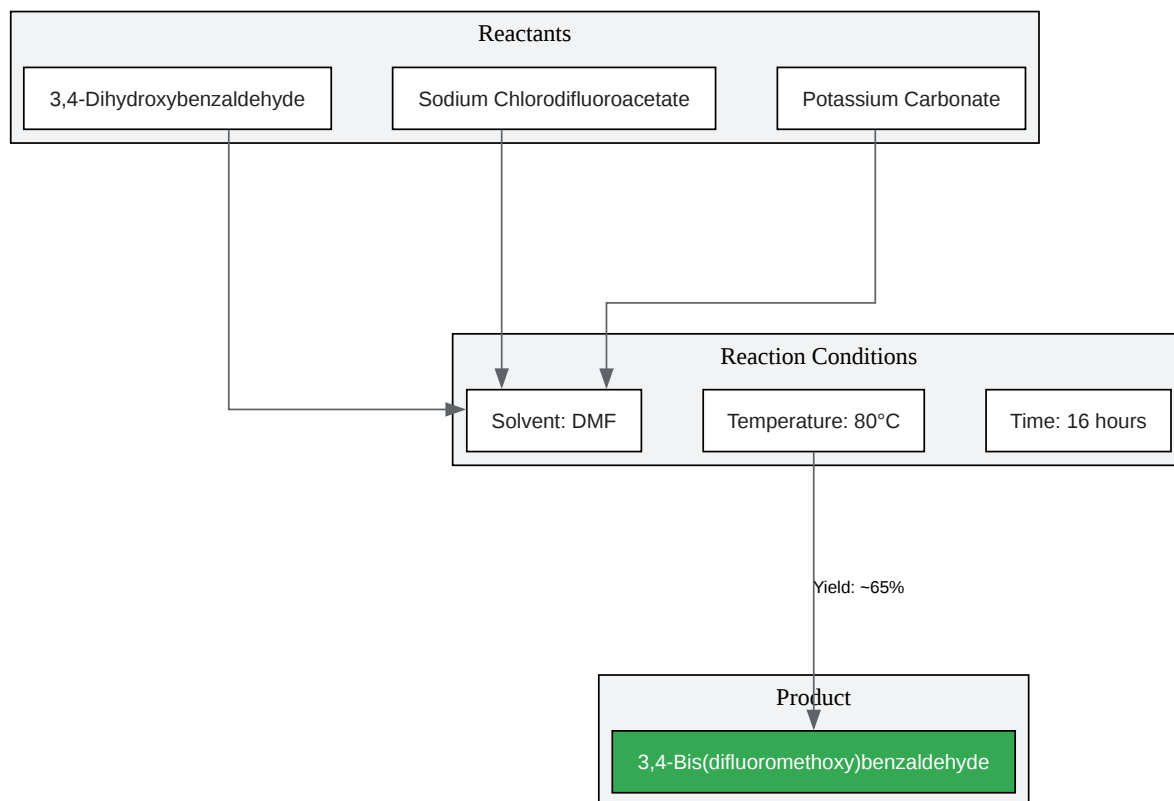 Reactants
3,4-Dihydroxybenzaldehyde
Sodium Chlorodifluoroacetate
Potassium Carbonate
Reaction Conditions
Solvent: DMF
Temperature: 80°C
Time: 16 hours
Yield: ~65%
Product
3,4-Bis(difluoromethoxy)benzaldehyde